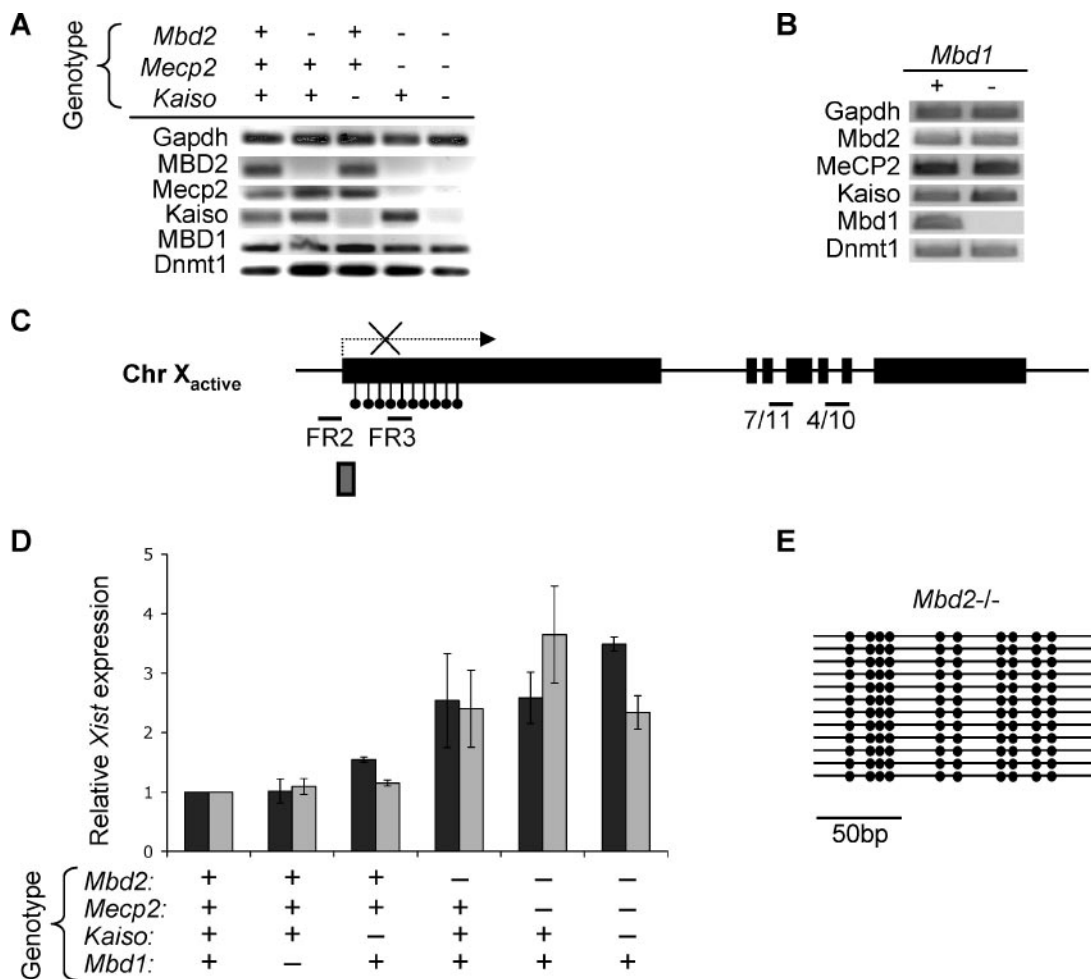 A
Genotype
Mbd2 + - + - -
Mecp2 + + + - -
Kaiso + + - + -
Gapdh
MBD2
Mecp2
Kaiso
MBD1
Dnmt1
B
Mbd1
+ -
Gapdh
Mbd2
MeCP2
Kaiso
Mbd1
Dnmt1
C
Chr Xactive
FR2 FR3 7/11 4/10
D
Relative Xist expression
5
4
3
2
1
0
Genotype
Mbd2: + + + – – –
Mecp2: + + + + – –
Kaiso: + + – + + –
Mbd1: + – + + + +
E
Mbd2-/-
50bp